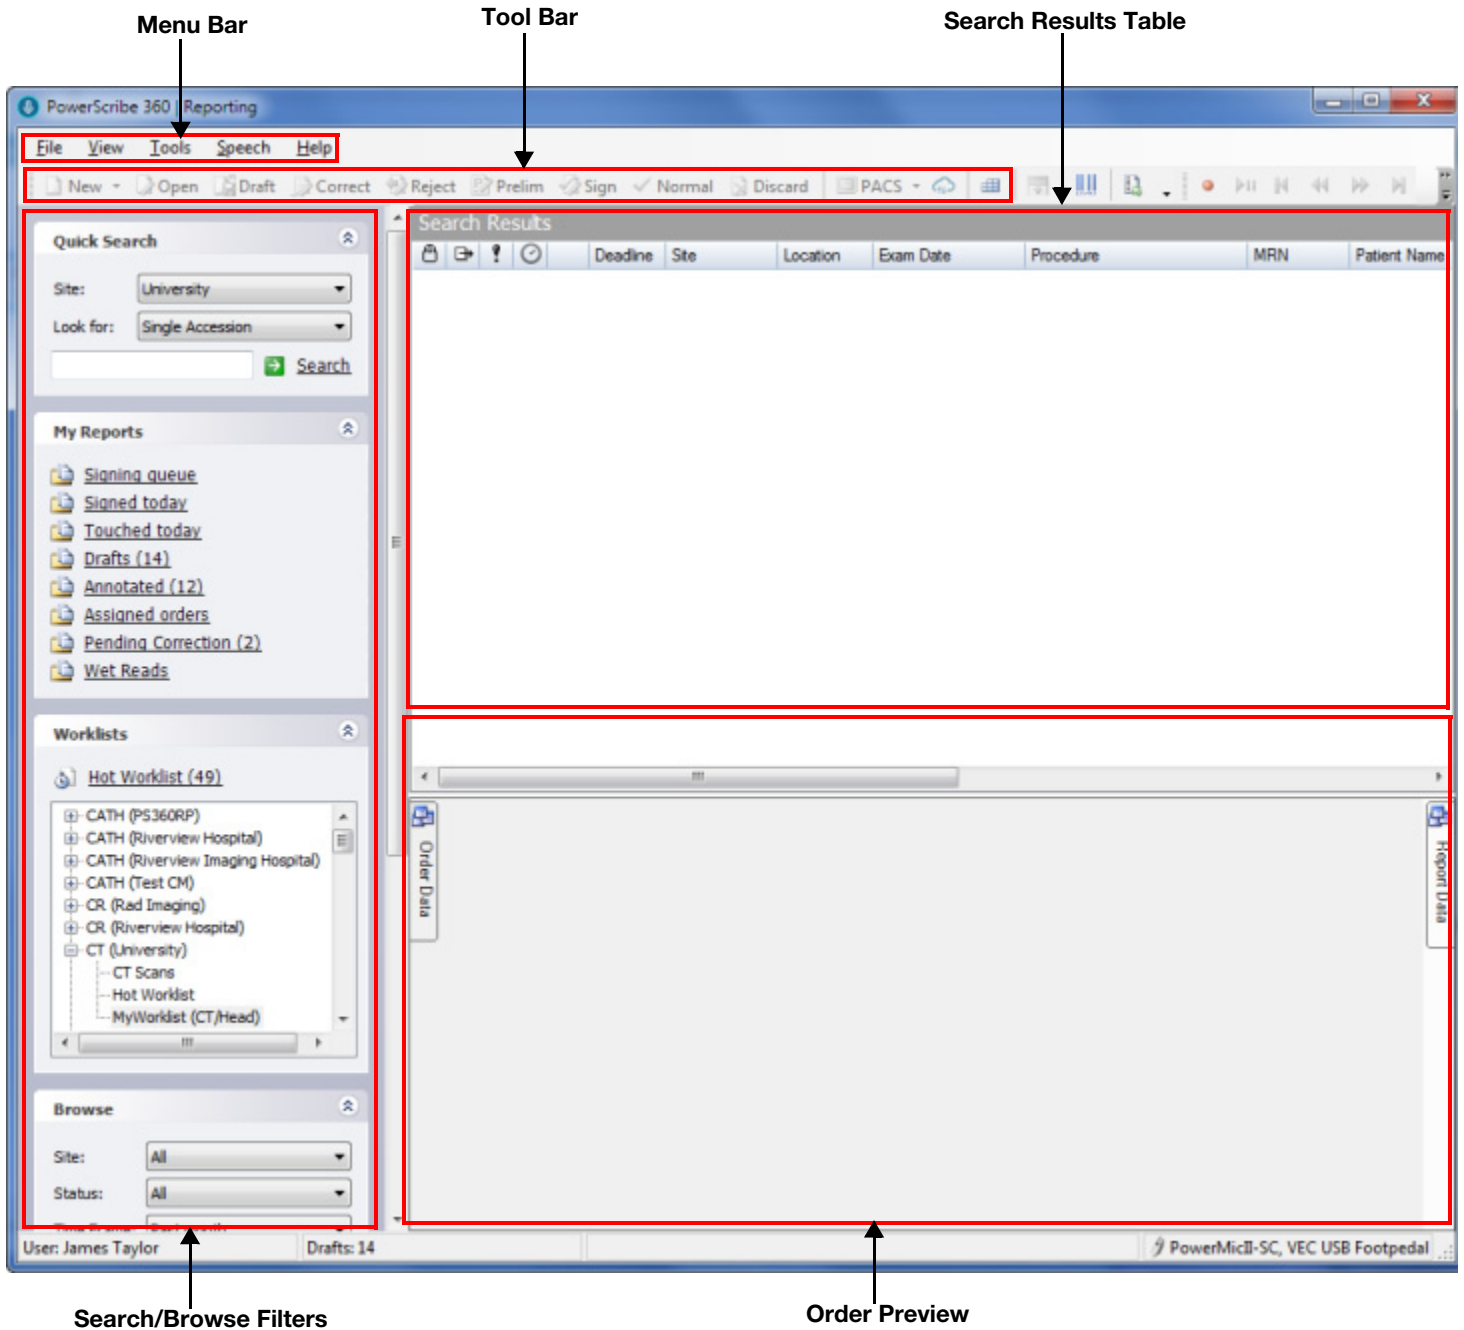 Menu Bar
Tool Bar
Search Results Table
PowerScribe 360 | Reporting
File View Tools Speech Help
New Open Draft Correct Reject Prelim Sign Normal Discard PACS
Quick Search
Site: University
Look for: Single Accession
Search
My Reports
Signing queue
Signed today
Touched today
Drafts (14)
Annotated (12)
Assigned orders
Pending Correction (2)
Wet Reads
Worklists
Hot Worklist (49)
CATH (PS360RP)
CATH (Riverview Hospital)
CATH (Riverview Imaging Hospital)
CATH (Test CM)
CR (Rad Imaging)
CR (Riverview Hospital)
CT (University)
CT Scans
Hot Worklist
MyWorklist (CT/Head)
Browse
Site: All
Status: All
Search Results
Deadline Site Location Exam Date Procedure MRN Patient Name
Order Data
Report Data
User: James Taylor
Drafts: 14
PowerMicII-SC, VEC USB Footpedal
Search/Browse Filters
Order Preview